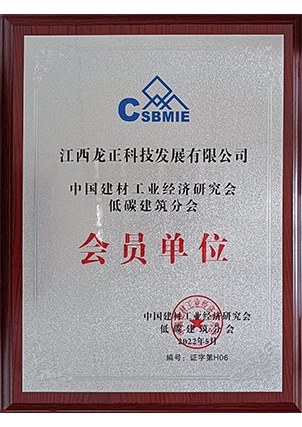 CSBMIE
江西龙正科技发展有限公司
中国建材工业经济研究会
低碳建筑分会
会员单位
中国建材工业经济研究会
低碳建筑分会
2022年5月
编号：证字第H06